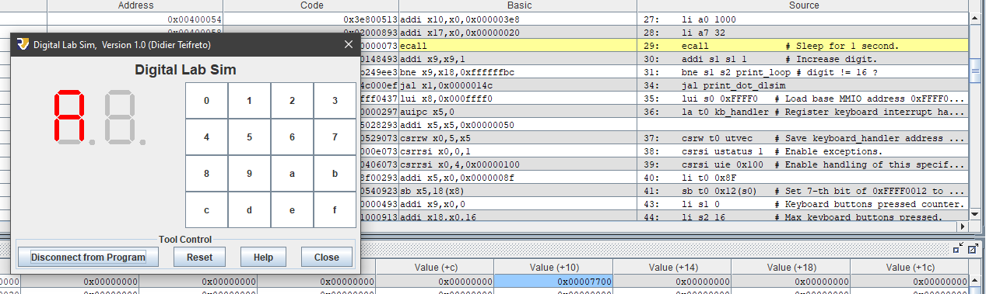 Address Code Basic Source
0x00400054 0x3e800513 addi x10,x0,0x000003e8 27: li a0 1000
0x00400058 0x02000893 addi x17,x0,0x00000020 28: li a7 32
Digital Lab Sim, Version 1.0 (Didier Teifreto)
0000073 ecall 29: ecall # Sleep for 1 second.
0148493 addi x9,x9,1 30: addi s1 s1 1 # Increase digit.
Digital Lab Sim
b249ee3 bne x9,x18,0xffffffbc 31: bne s1 s2 print_loop # digit != 16 ?
4c000ef jal x1,0x0000014c 34: jal print_dot_dlsim
0 1 2 3
fff0437 lui x8,0x000ffff0 35: lui s0 0xFFFF0 # Load base MMIO address 0xFFFF0...
0000297 auipc x5,0 36: la t0 kb_handler # Register keyboard interrupt ha...
5028293 addi x5,x5,0x00000050
4 5 6 7
0529073 csrrw x0,5,x5 37: csrw t0 utvec # Save keyboard_handler address ...
000e073 csrrsi x0,0,1 38: csrsi ustatus 1 # Enable exceptions.
0406073 csrrsi x0,4,0x00000100 39: csrsi uie 0x100 # Enable handling of this specif...
8 9 a b
8f00293 addi x5,x0,0x0000008f 40: li t0 0x8F
0540923 sb x5,18(x8) 41: sb t0 0x12(s0) # Set 7-th bit of 0xFFFF0012 to ...
0000493 addi x9,x0,0 43: li s1 0 # Keyboard buttons pressed counter.
c d e f
1000913 addi x18,x0,16 44: li s2 16 # Max keyboard buttons pressed.
Tool Control
Disconnect from Program Reset Help Close
Value (+c) Value (+10) Value (+14) Value (+18) Value (+1c)
0000 0x00000000 0x00000000 0x00000000 0x00000000 0x00007700 0x00000000 0x00000000 0x00000000